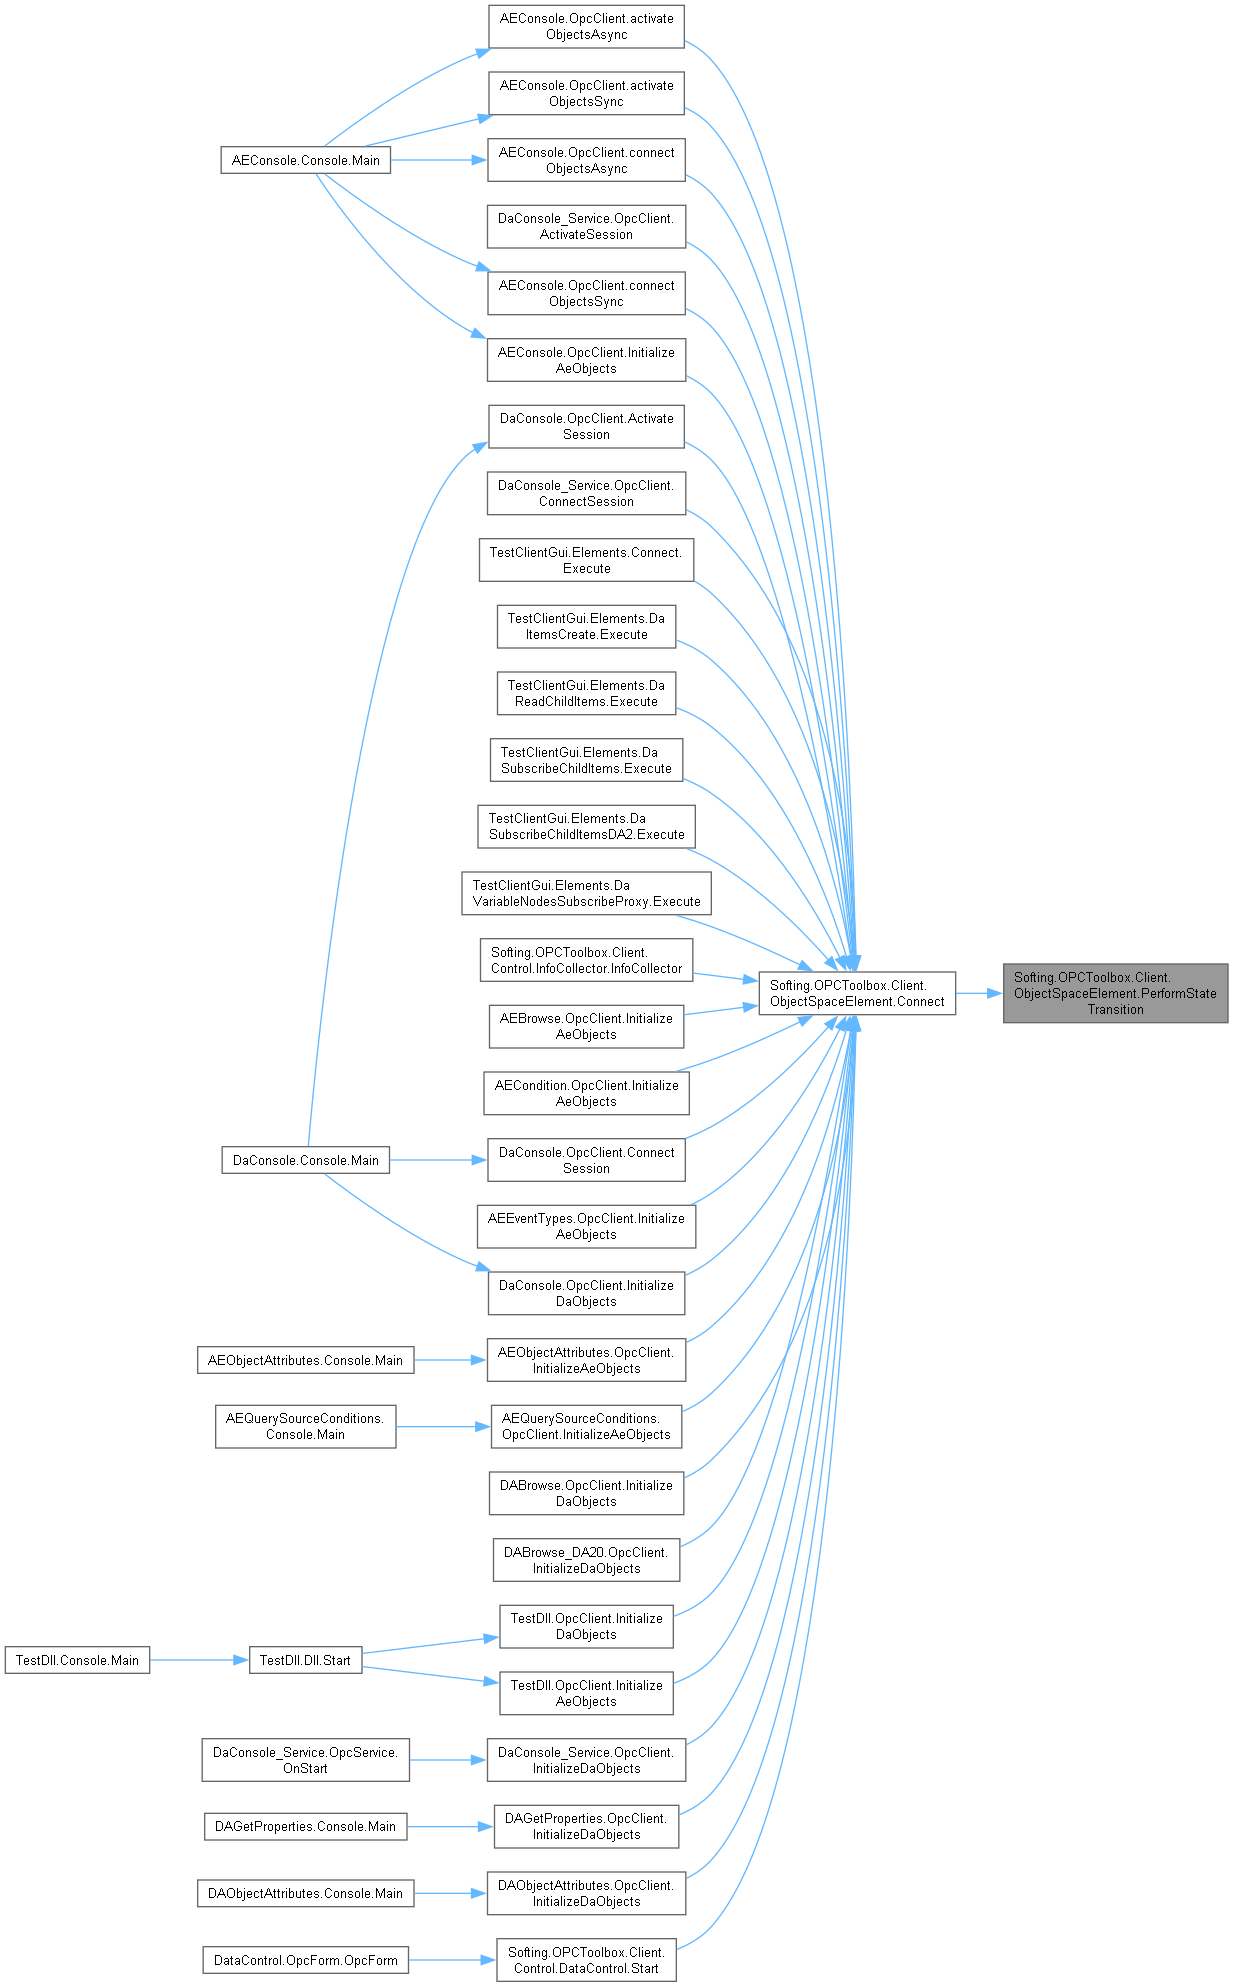 AEConsole.OpcClient.activate
ObjectsAsync
AEConsole.OpcClient.activate
ObjectsSync
AEConsole.Console.Main
AEConsole.OpcClient.connect
ObjectsAsync
DaConsole_Service.OpcClient.
ActivateSession
AEConsole.OpcClient.connect
ObjectsSync
AEConsole.OpcClient.Initialize
AeObjects
DaConsole.OpcClient.Activate
Session
DaConsole_Service.OpcClient.
ConnectSession
TestClientGui.Elements.Connect.
Execute
TestClientGui.Elements.Da
ItemsCreate.Execute
TestClientGui.Elements.Da
ReadChildItems.Execute
TestClientGui.Elements.Da
SubscribeChildItems.Execute
TestClientGui.Elements.Da
SubscribeChildItemsDA2.Execute
TestClientGui.Elements.Da
VariableNodesSubscribeProxy.Execute
Softing.OPCToolbox.Client.
Control.InfoCollector.InfoCollector
Softing.OPCToolbox.Client.
ObjectSpaceElement.Connect
Softing.OPCToolbox.Client.
ObjectSpaceElement.PerformState
Transition
AEBrowse.OpcClient.Initialize
AeObjects
AECondition.OpcClient.Initialize
AeObjects
DaConsole.Console.Main
DaConsole.OpcClient.Connect
Session
AEEventTypes.OpcClient.Initialize
AeObjects
DaConsole.OpcClient.Initialize
DaObjects
AEObjectAttributes.Console.Main
AEObjectAttributes.OpcClient.
InitializeAeObjects
AEQuerySourceConditions.
Console.Main
AEQuerySourceConditions.
OpcClient.InitializeAeObjects
DABrowse.OpcClient.Initialize
DaObjects
DABrowse_DA20.OpcClient.
InitializeDaObjects
TestDll.OpcClient.Initialize
DaObjects
TestDll.Console.Main
TestDll.Dll.Start
TestDll.OpcClient.Initialize
AeObjects
DaConsole_Service.OpcService.
OnStart
DaConsole_Service.OpcClient.
InitializeDaObjects
DAGetProperties.Console.Main
DAGetProperties.OpcClient.
InitializeDaObjects
DAObjectAttributes.Console.Main
DAObjectAttributes.OpcClient.
InitializeDaObjects
DataControl.OpcForm.OpcForm
Softing.OPCToolbox.Client.
Control.DataControl.Start